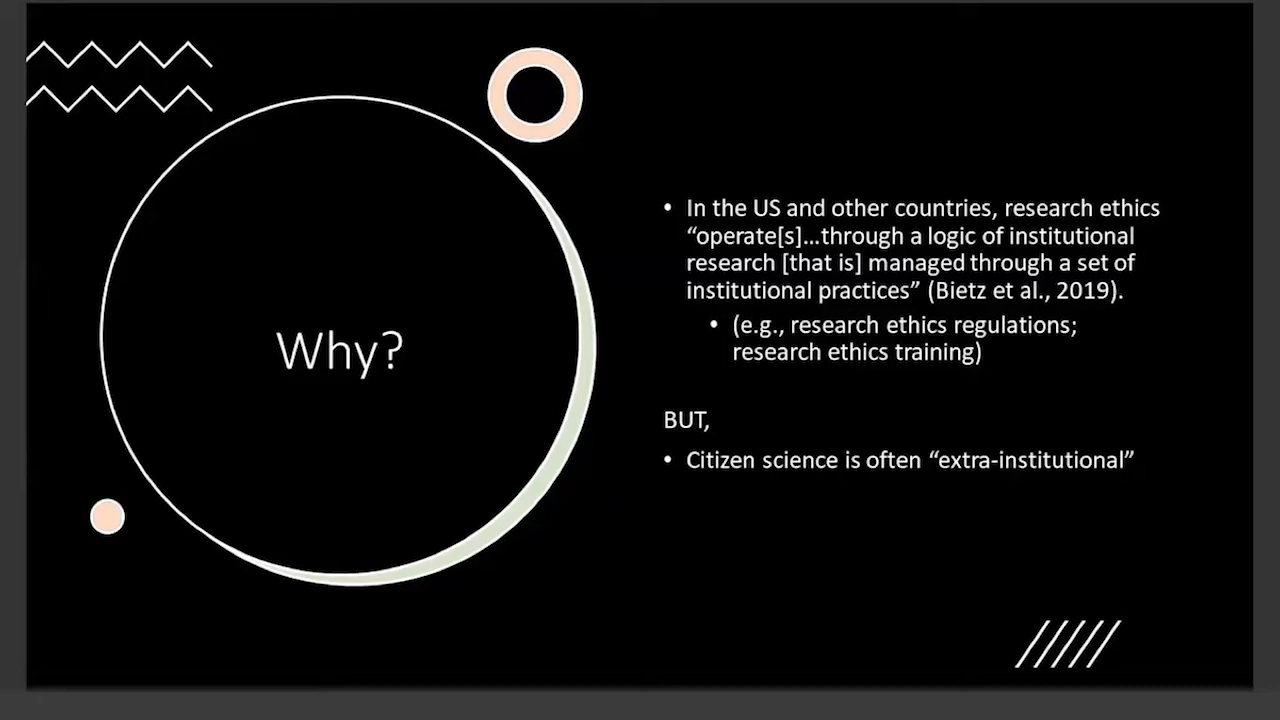 Why?
• In the US and other countries, research ethics
“operate[s]...through a logic of institutional
research [that is] managed through a set of
institutional practices” (Bietz et al., 2019).
• (e.g., research ethics regulations;
research ethics training)
BUT,
• Citizen science is often “extra-institutional”